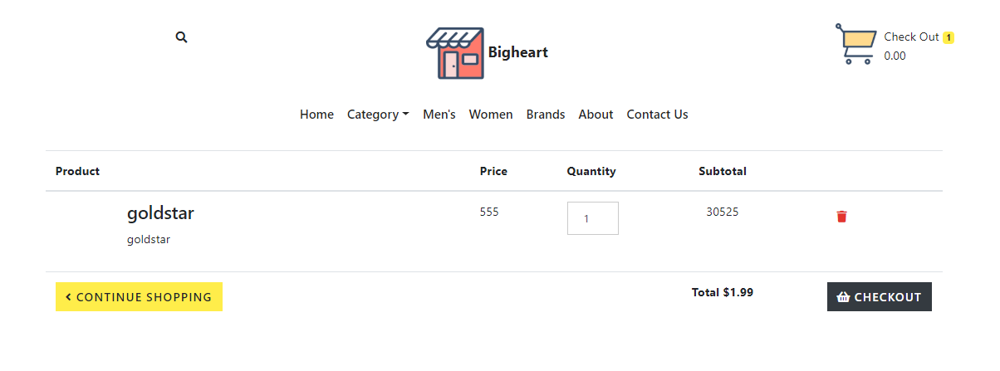 Bigheart
Check Out 1
0.00
Home Category Men's Women Brands About Contact Us
Product Price Quantity Subtotal
goldstar 555 1 30525
goldstar
CONTINUE SHOPPING Total $1.99 CHECKOUT